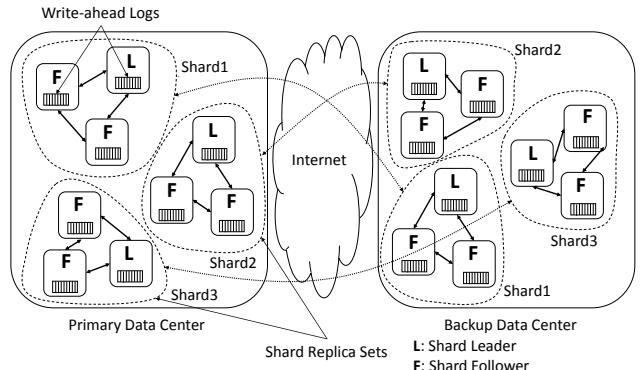 Write-ahead Logs
L
F
Shard1
F
L
F
F
Shard2
F
L
F
Shard3
Primary Data Center
Internet
Shard2
L
F
F
F
L
F
Shard3
L
F
F
Shard1
Backup Data Center
Shard Replica Sets
L: Shard Leader
F: Shard Follower